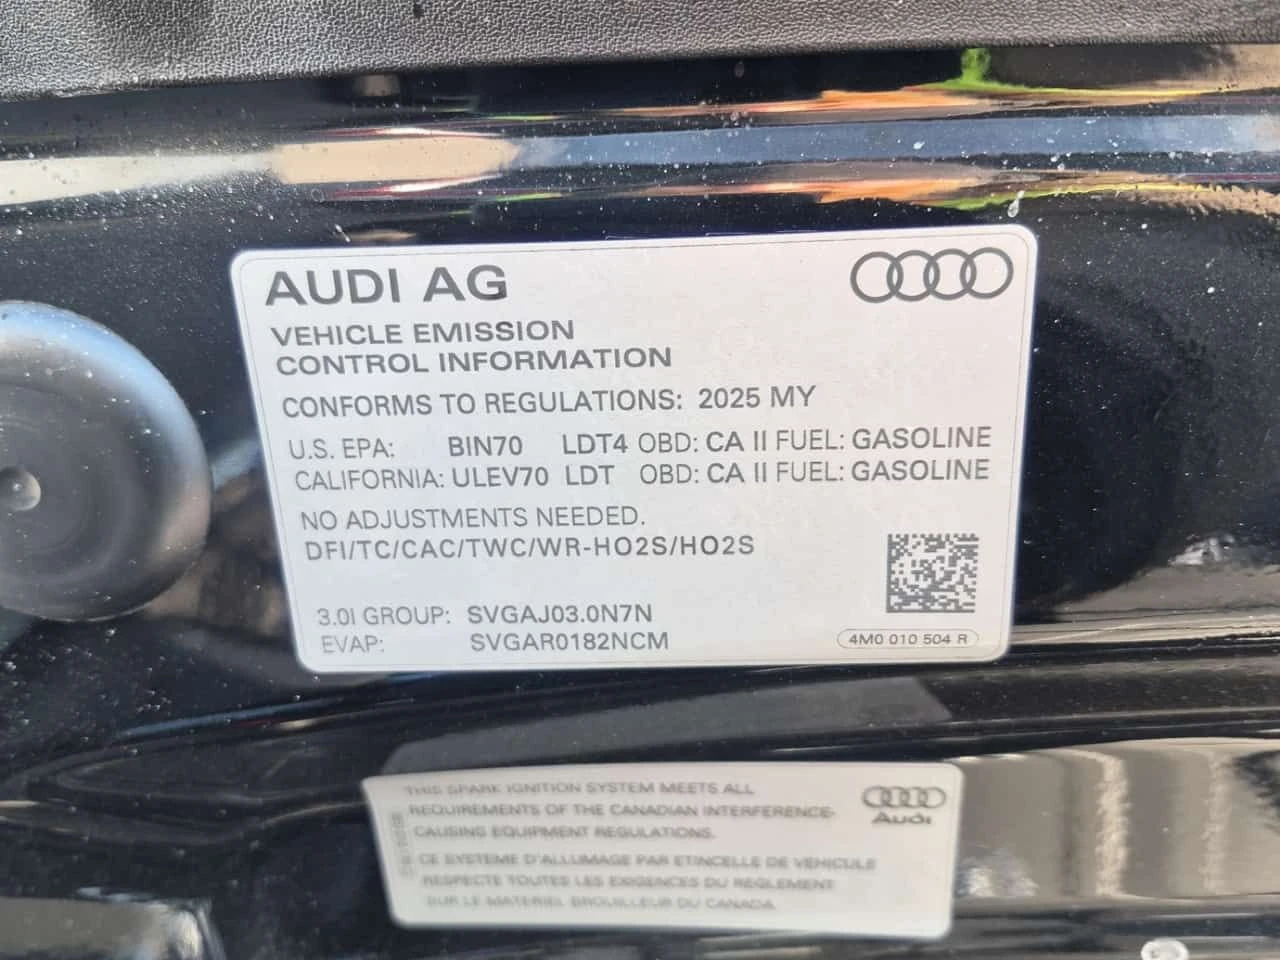 AUDI AG
VEHICLE EMISSION
CONTROL INFORMATION
CONFORMS TO REGULATIONS: 2025 MY
U.S. EPA: BIN70 LDT4 OBD: CA II FUEL: GASOLINE
CALIFORNIA: ULEV70 LDT OBD: CA II FUEL: GASOLINE
NO ADJUSTMENTS NEEDED.
DFI/TC/CAC/TWC/WR-HO2S/HO2S
3.0l GROUP: SVGAJ03.0N7N
EVAP: SVGAR0182NCM
4M0 010 504 R
THIS SPARK IGNITION SYSTEM MEETS ALL
REQUIREMENTS OF THE CANADIAN INTERFERENCE-
CAUSING EQUIPMENT REGULATIONS.
CE SYSTEME D'ALLUMAGE PAR ETINCELLE DE VEHICULE
RESPECTE TOUTES LES EXIGENCES DU REGLEMENT
SUR LE MATERIEL BROUILLEUR DU CANADA.
Audi